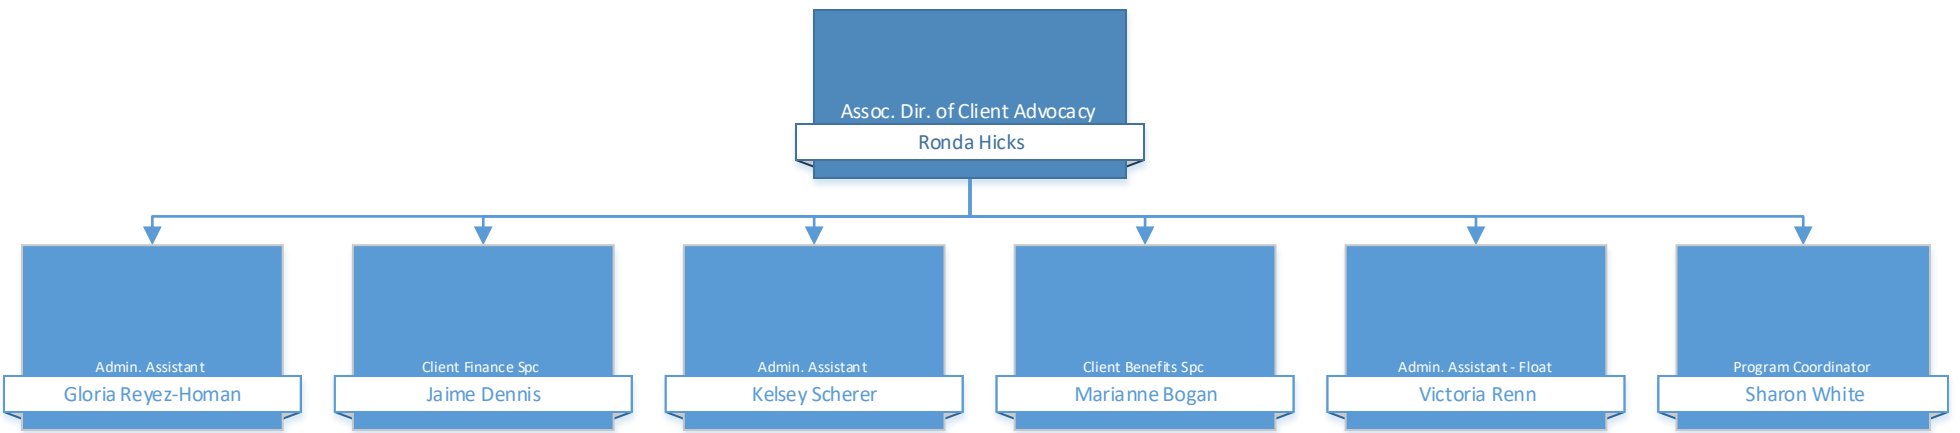 Assoc. Dir. of Client Advocacy
Ronda Hicks
Admin. Assistant
Gloria Reyez-Homan
Client Finance Spc
Jaime Dennis
Admin. Assistant
Kelsey Scherer
Client Benefits Spc
Marianne Bogan
Admin. Assistant - Float
Victoria Renn
Program Coordinator
Sharon White